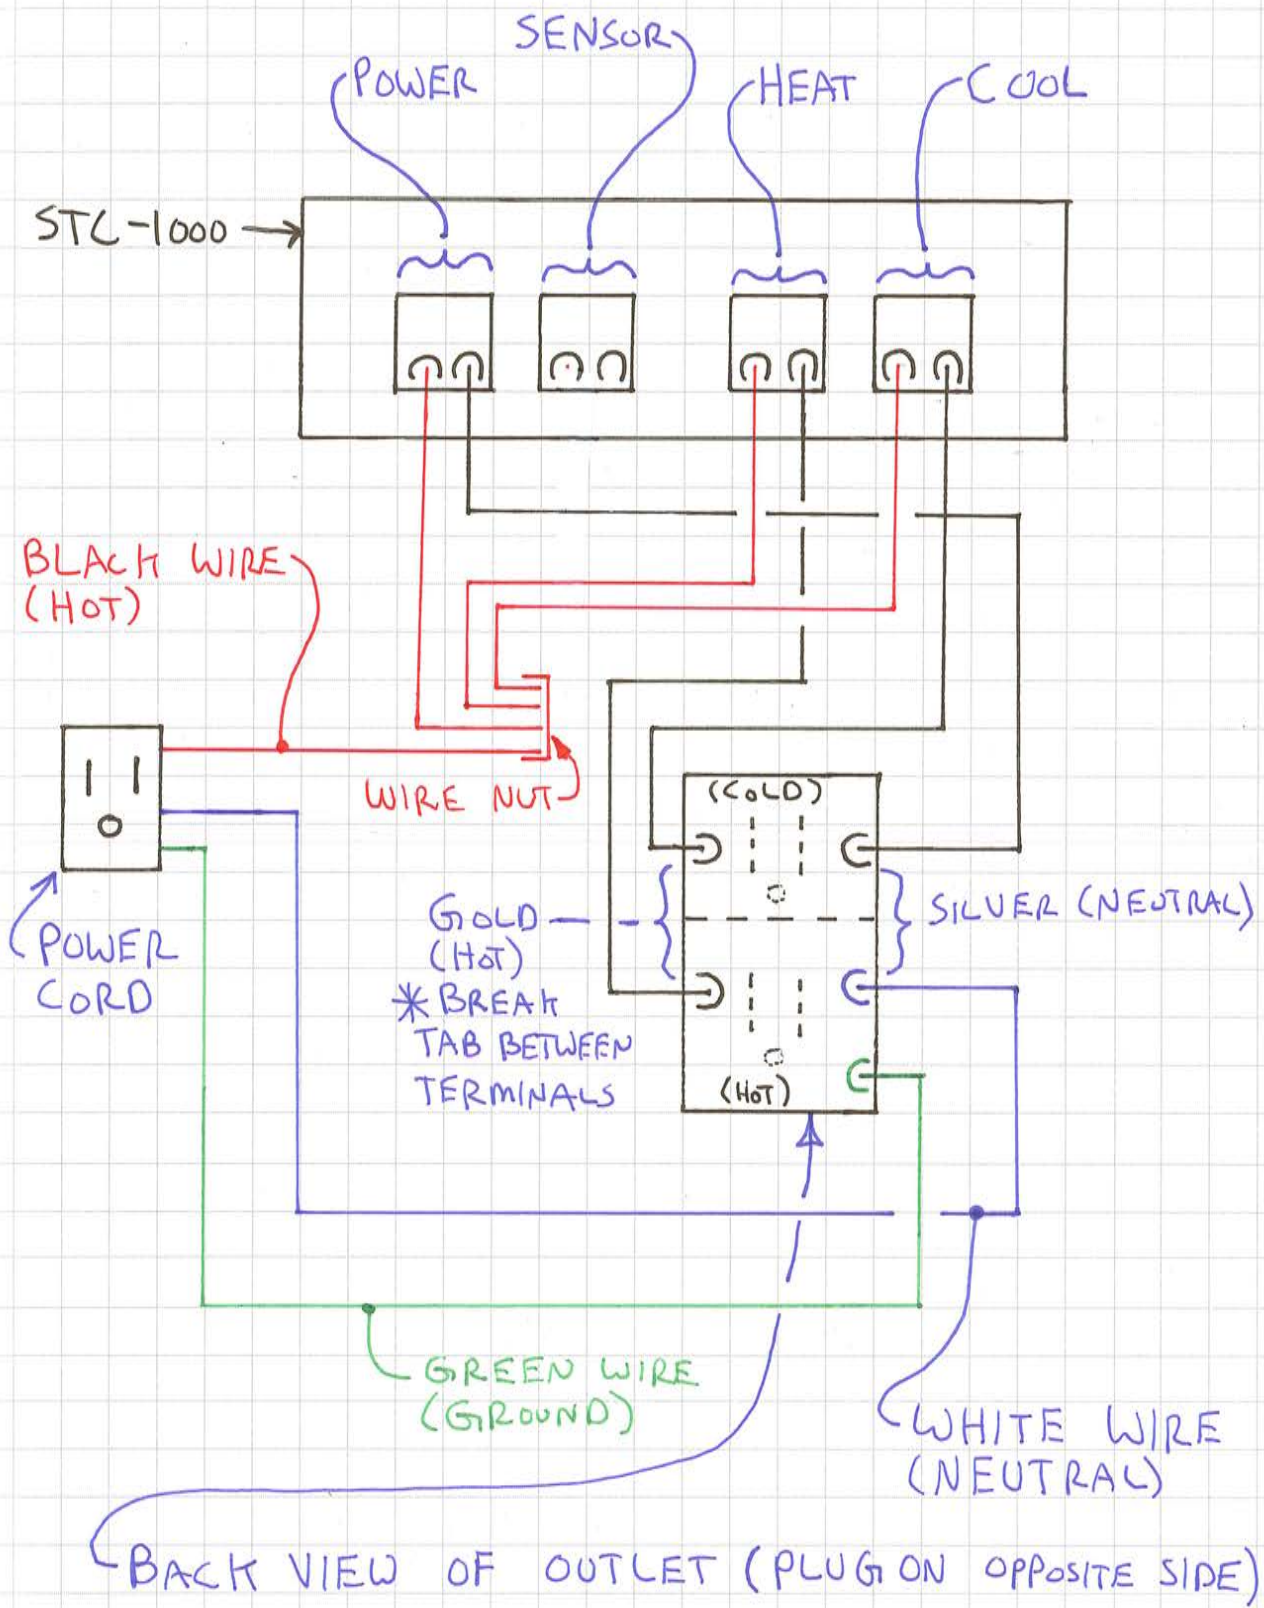 SENSOR
POWER
HEAT
COOL
STC-1000
BLACK WIRE
(HOT)
WIRE NUT
(COLD)
GOLD
(HOT)
* BREAK
TAB BETWEEN
TERMINALS
SILVER (NEUTRAL)
POWER
CORD
(HOT)
GREEN WIRE
(GROUND)
WHITE WIRE
(NEUTRAL)
BACK VIEW OF OUTLET (PLUG ON OPPOSITE SIDE)